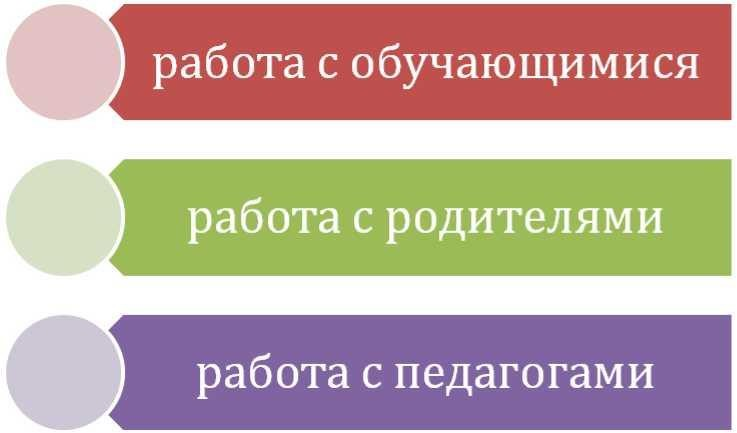 работа с обучающимися
работа с родителями
работа с педагогами